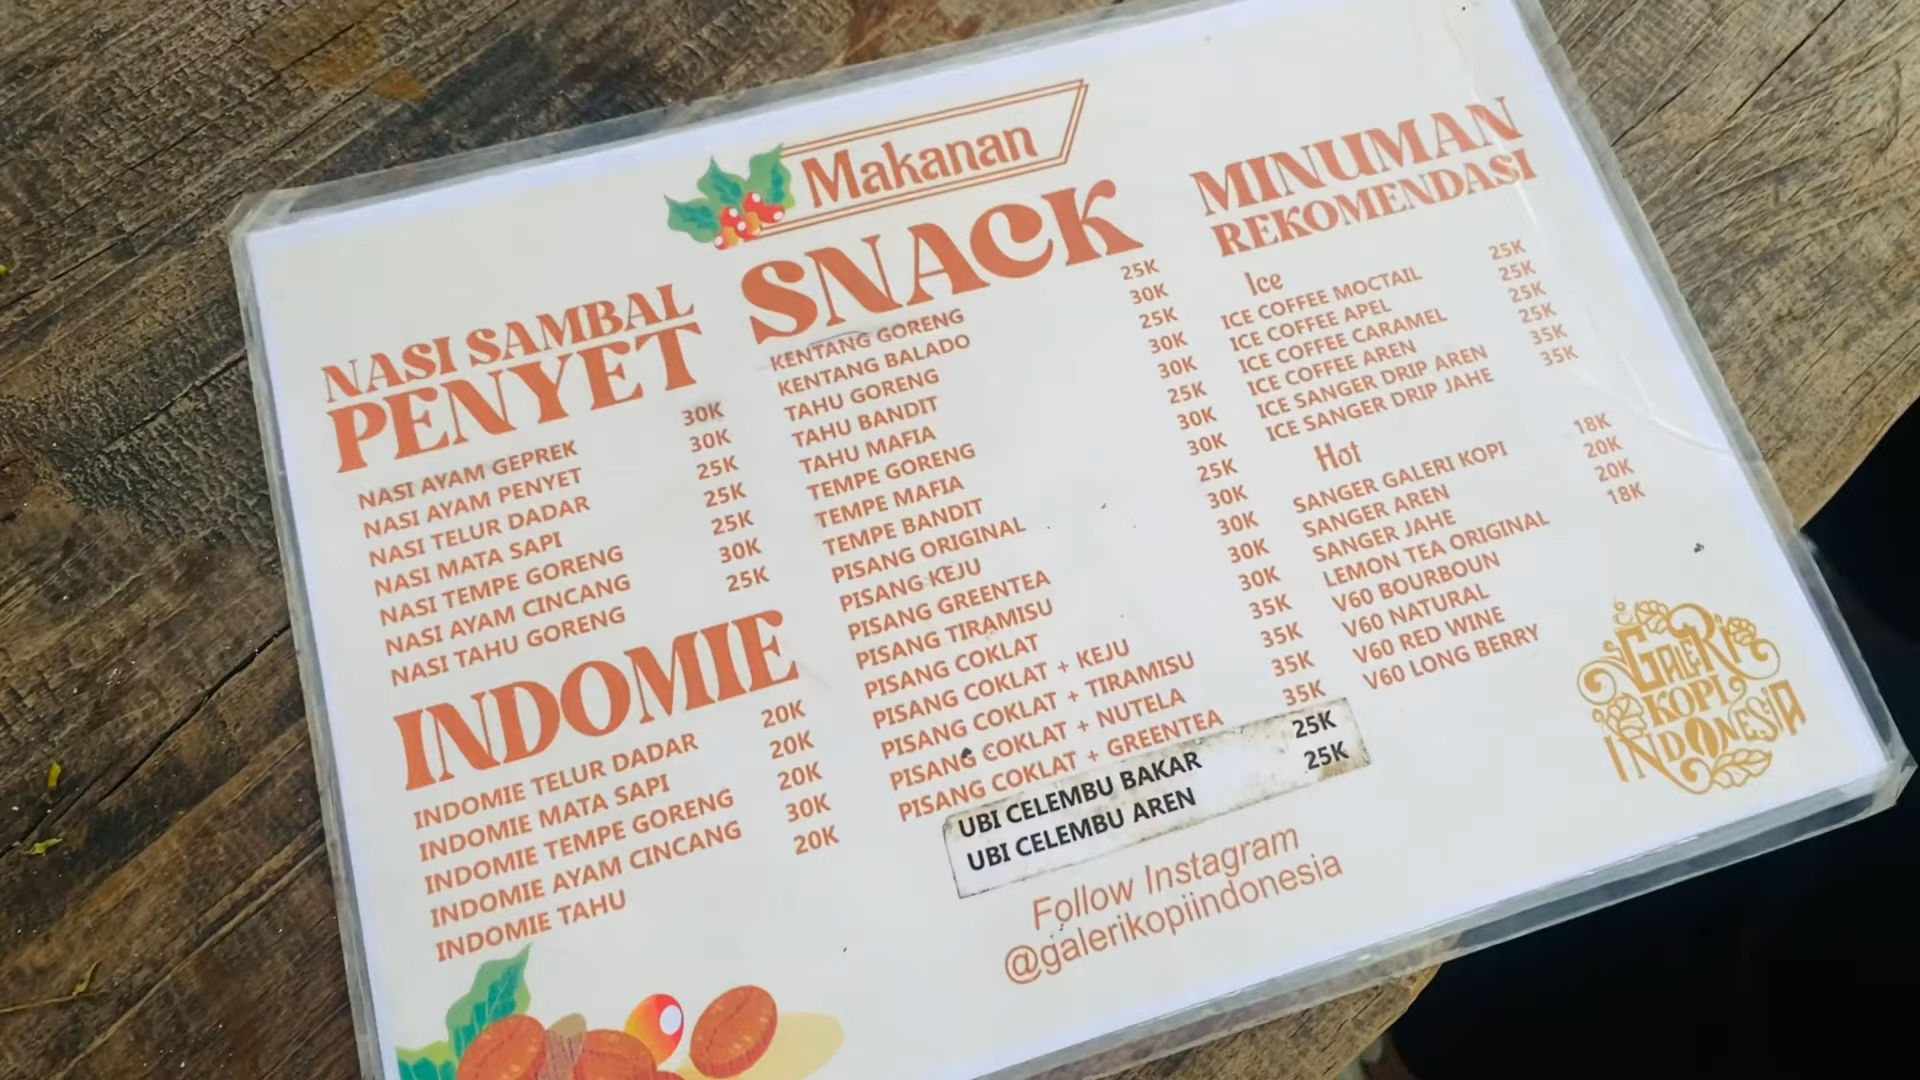 Makanan
NASI SAMBAL
PENYET
NASI AYAM GEPREK 30K
NASI AYAM PENYET 30K
NASI TELUR DADAR 25K
NASI MATA SAPI 25K
NASI TEMPE GORENG 25K
NASI AYAM CINCANG 30K
NASI TAHU GORENG 25K
INDOMIE
INDOMIE TELUR DADAR 20K
INDOMIE MATA SAPI 20K
INDOMIE TEMPE GORENG 20K
INDOMIE AYAM CINCANG 30K
INDOMIE TAHU 20K
SNACK
KENTANG GORENG 25K
KENTANG BALADO 30K
TAHU GORENG 25K
TAHU BANDIT 30K
TAHU MAFIA 30K
TEMPE GORENG 25K
TEMPE MAFIA 30K
TEMPE BANDIT 30K
PISANG ORIGINAL 25K
PISANG KEJU 30K
PISANG GREENTEA 30K
PISANG TIRAMISU 30K
PISANG COKLAT 30K
PISANG COKLAT + KEJU 35K
PISANG COKLAT + TIRAMISU 35K
PISANG COKLAT + NUTELA 35K
PISANG COKLAT + GREENTEA 35K
UBI CELEMBU BAKAR 25K
UBI CELEMBU AREN 25K
Follow Instagram
@galerikopiindonesia
MINUMAN
REKOMENDASI
Ice
ICE COFFEE MOCTAIL 25K
ICE COFFEE APEL 25K
ICE COFFEE CARAMEL 25K
ICE COFFEE AREN 25K
ICE SANGER DRIP AREN 35K
ICE SANGER DRIP JAHE 35K
Hot
SANGER GALERI KOPI 18K
SANGER AREN 20K
SANGER JAHE 20K
LEMON TEA ORIGINAL 18K
V60 BOURBOUN
V60 NATURAL
V60 RED WINE
V60 LONG BERRY
GALERI
KOPI
INDONESIA